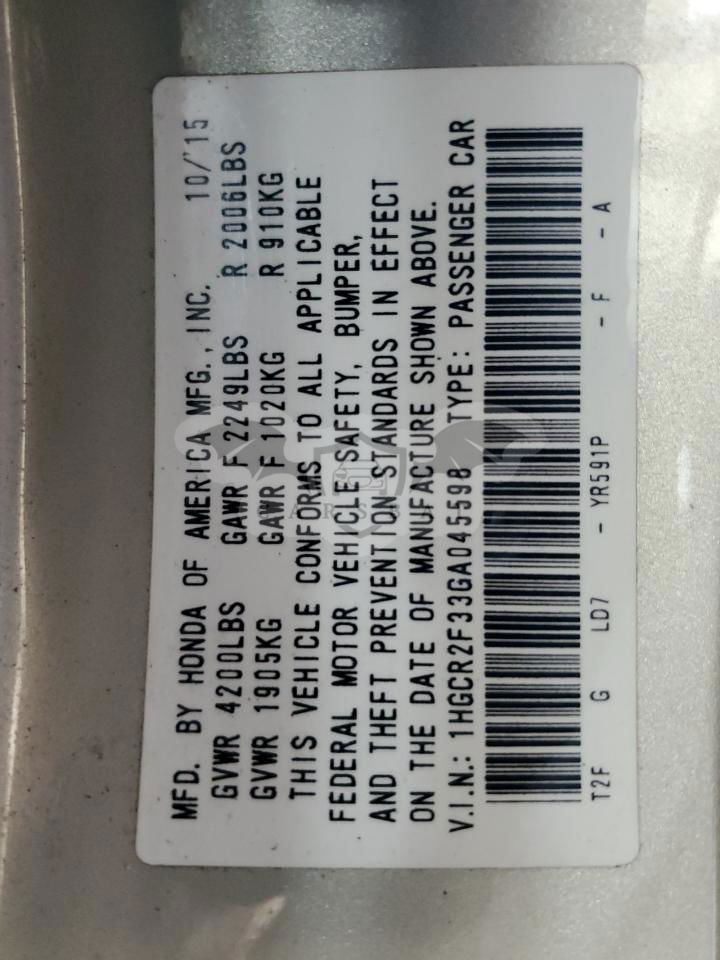 MFD. BY HONDA OF AMERICA MFG., INC. 10/15
GVWR 4200LBS GAWR F 2249LBS R 2006LBS
GVWR 1905KG GAWR F 1020KG R 910KG
THIS VEHICLE CONFORMS TO ALL APPLICABLE
FEDERAL MOTOR VEHICLE SAFETY, BUMPER,
AND THEFT PREVENTION STANDARDS IN EFFECT
ON THE DATE OF MANUFACTURE SHOWN ABOVE.
V.I.N.: 1HGCR2F33GA045598 TYPE: PASSENGER CAR
T2F G LD7 - YR591P - F - A